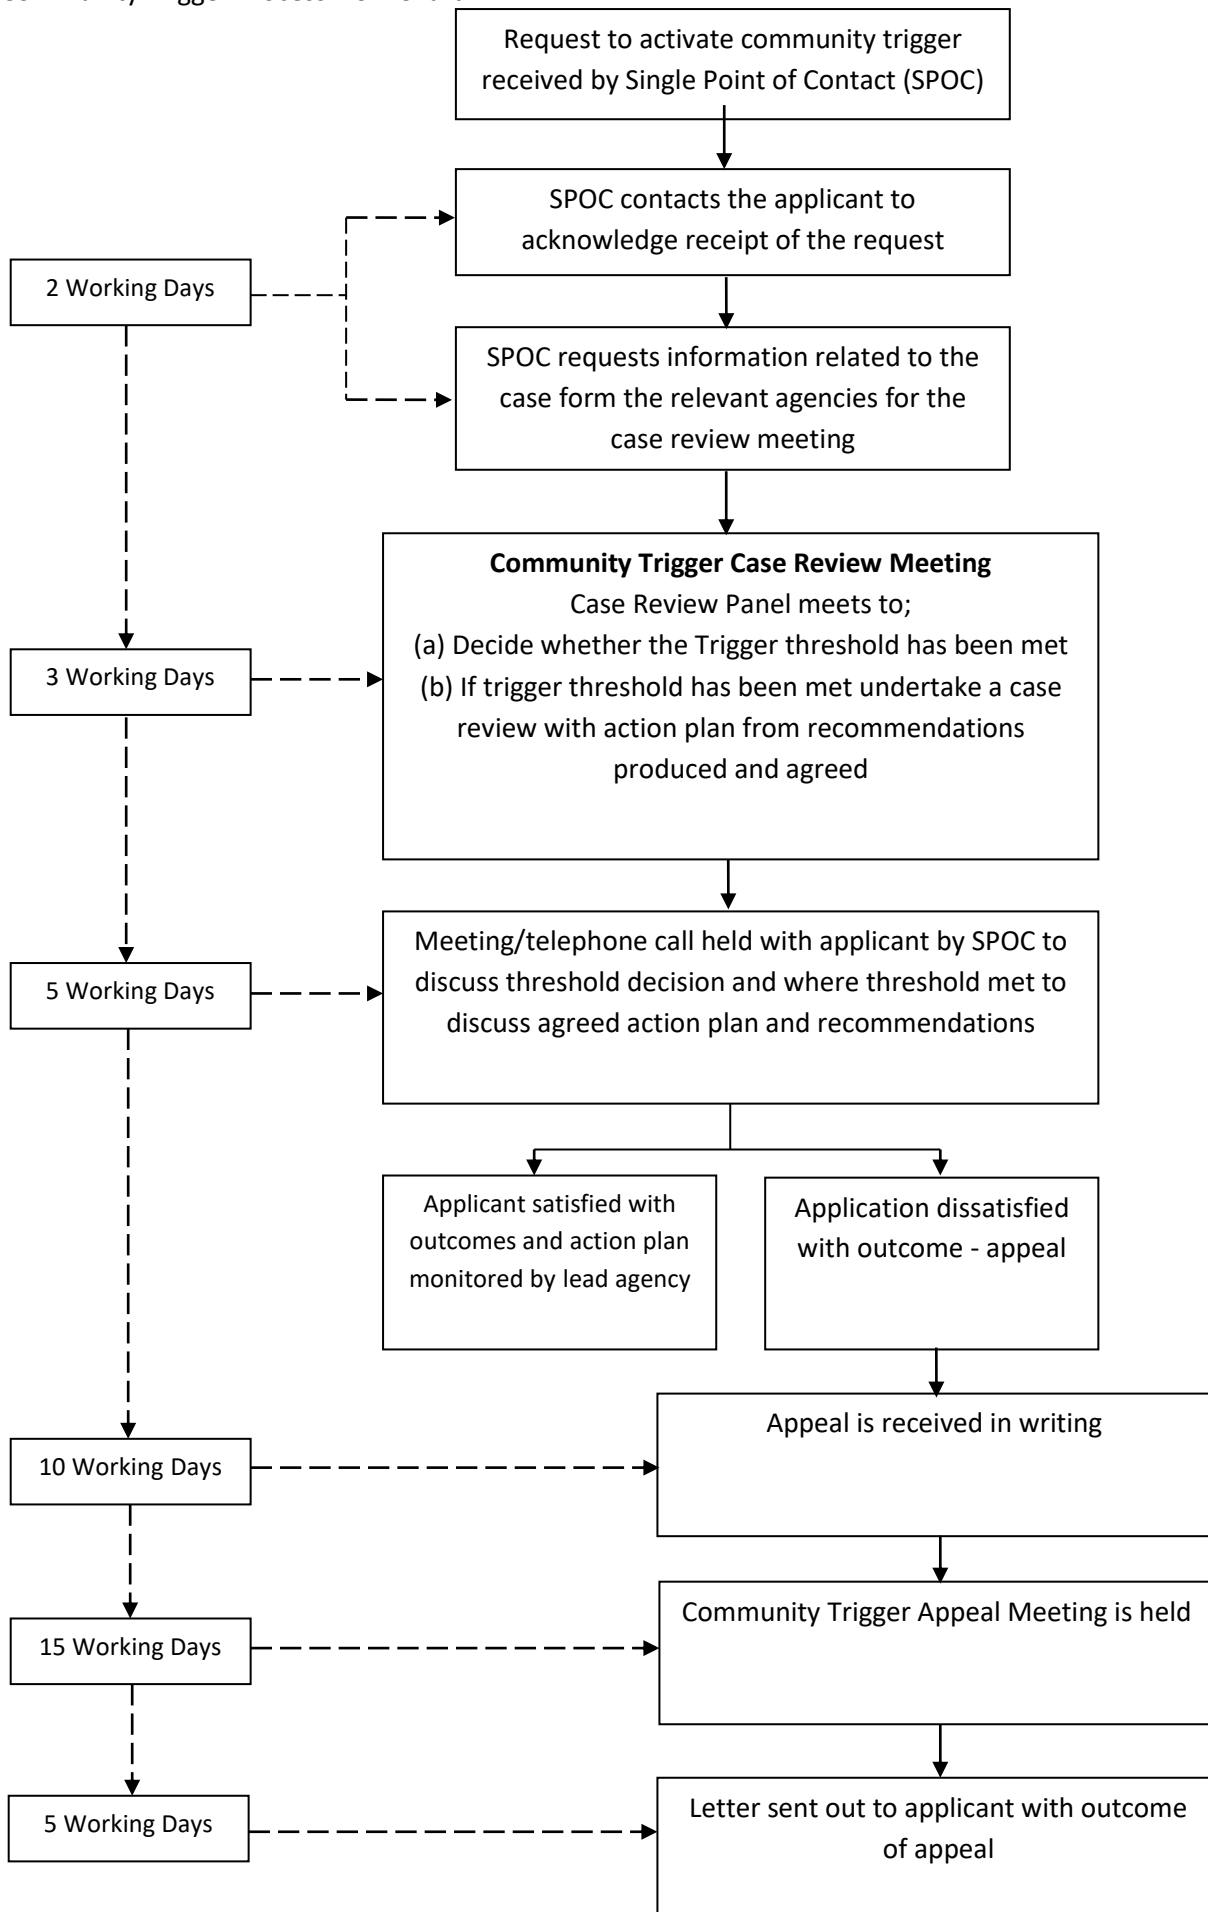 Request to activate community trigger
received by Single Point of Contact (SPOC)
SPOC contacts the applicant to
acknowledge receipt of the request
2 Working Days
SPOC requests information related to the
case form the relevant agencies for the
case review meeting
Community Trigger Case Review Meeting
Case Review Panel meets to;
(a) Decide whether the Trigger threshold has been met
(b) If trigger threshold has been met undertake a case
review with action plan from recommendations
produced and agreed
3 Working Days
Meeting/telephone call held with applicant by SPOC to
discuss threshold decision and where threshold met to
discuss agreed action plan and recommendations
5 Working Days
Applicant satisfied with
outcomes and action plan
monitored by lead agency
Application dissatisfied
with outcome - appeal
Appeal is received in writing
10 Working Days
Community Trigger Appeal Meeting is held
15 Working Days
Letter sent out to applicant with outcome
of appeal
5 Working Days